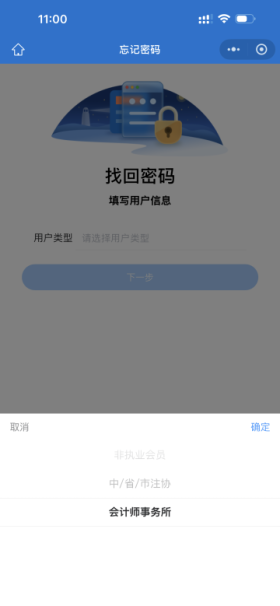 11:00
忘记密码
找回密码
填写用户信息
用户类型 请选择用户类型
下一步
取消 确定
非执业会员
中/省/市注协
会计师事务所